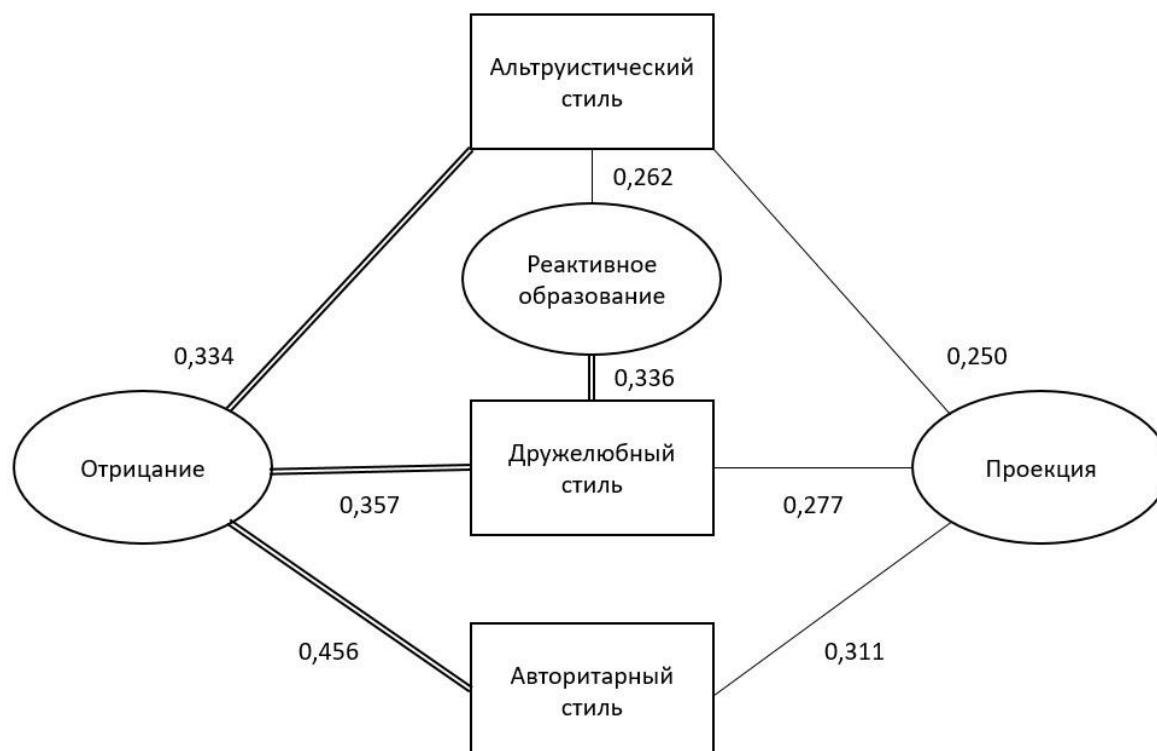 Альтруистический
стиль
0,262
Реактивное
образование
0,334
0,336
0,250
Отрицание
Дружелюбный
стиль
Проекция
0,357
0,277
0,456
Авторитарный
стиль
0,311